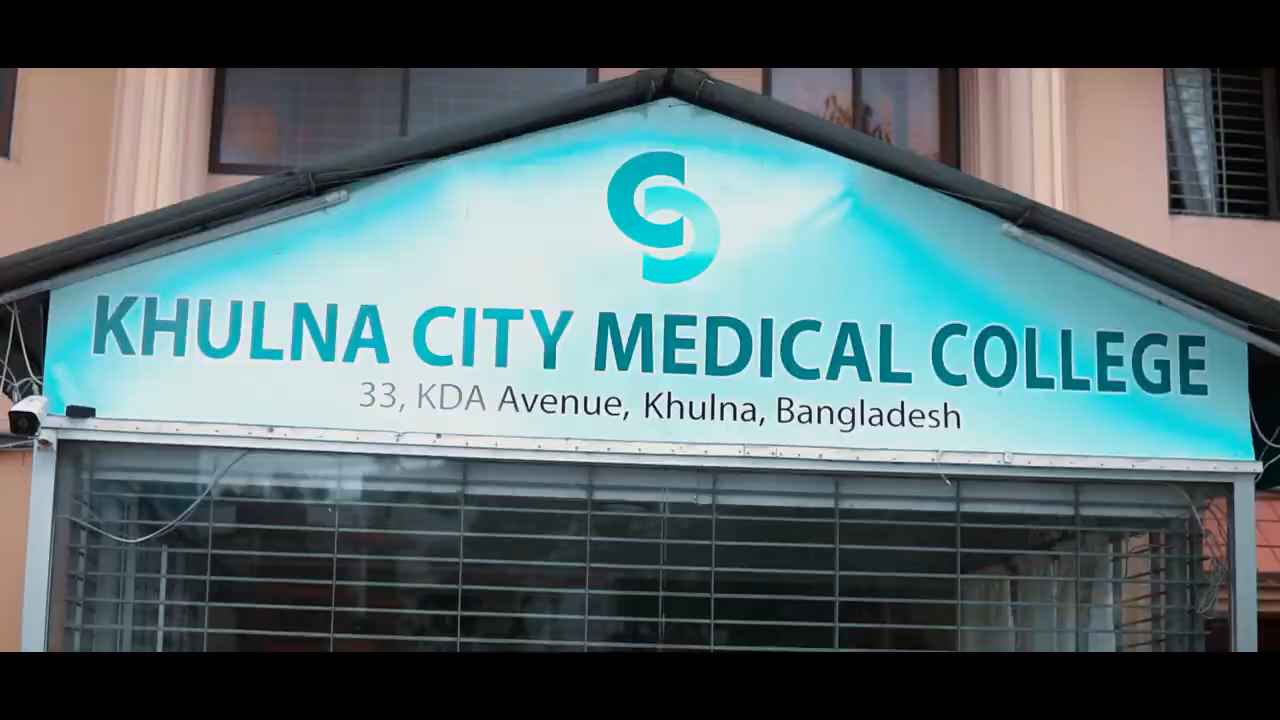 KHULNA CITY MEDICAL COLLEGE
33, KDA Avenue, Khulna, Bangladesh